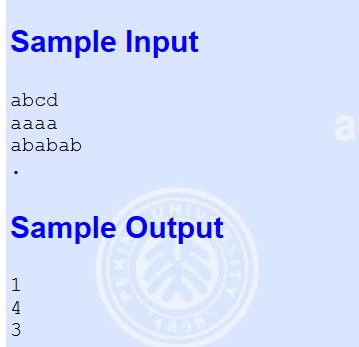 Sample Input
abcd
aaaa
ababab
.
Sample Output
1
4
3